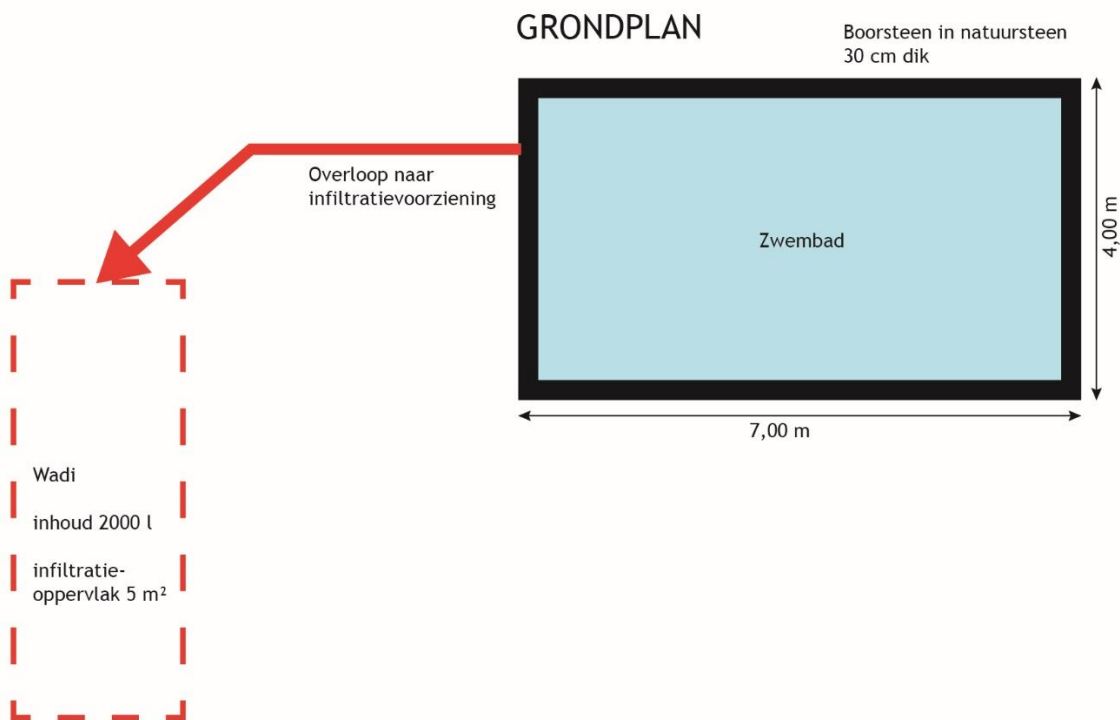 GRONDPLAN
Boorsteen in natuursteen
30 cm dik
Overloop naar
infiltratievoorziening
Zwembad
4,00 m
7,00 m
Wadi
inhoud 2000 l
infiltratie-
oppervlak 5 m²